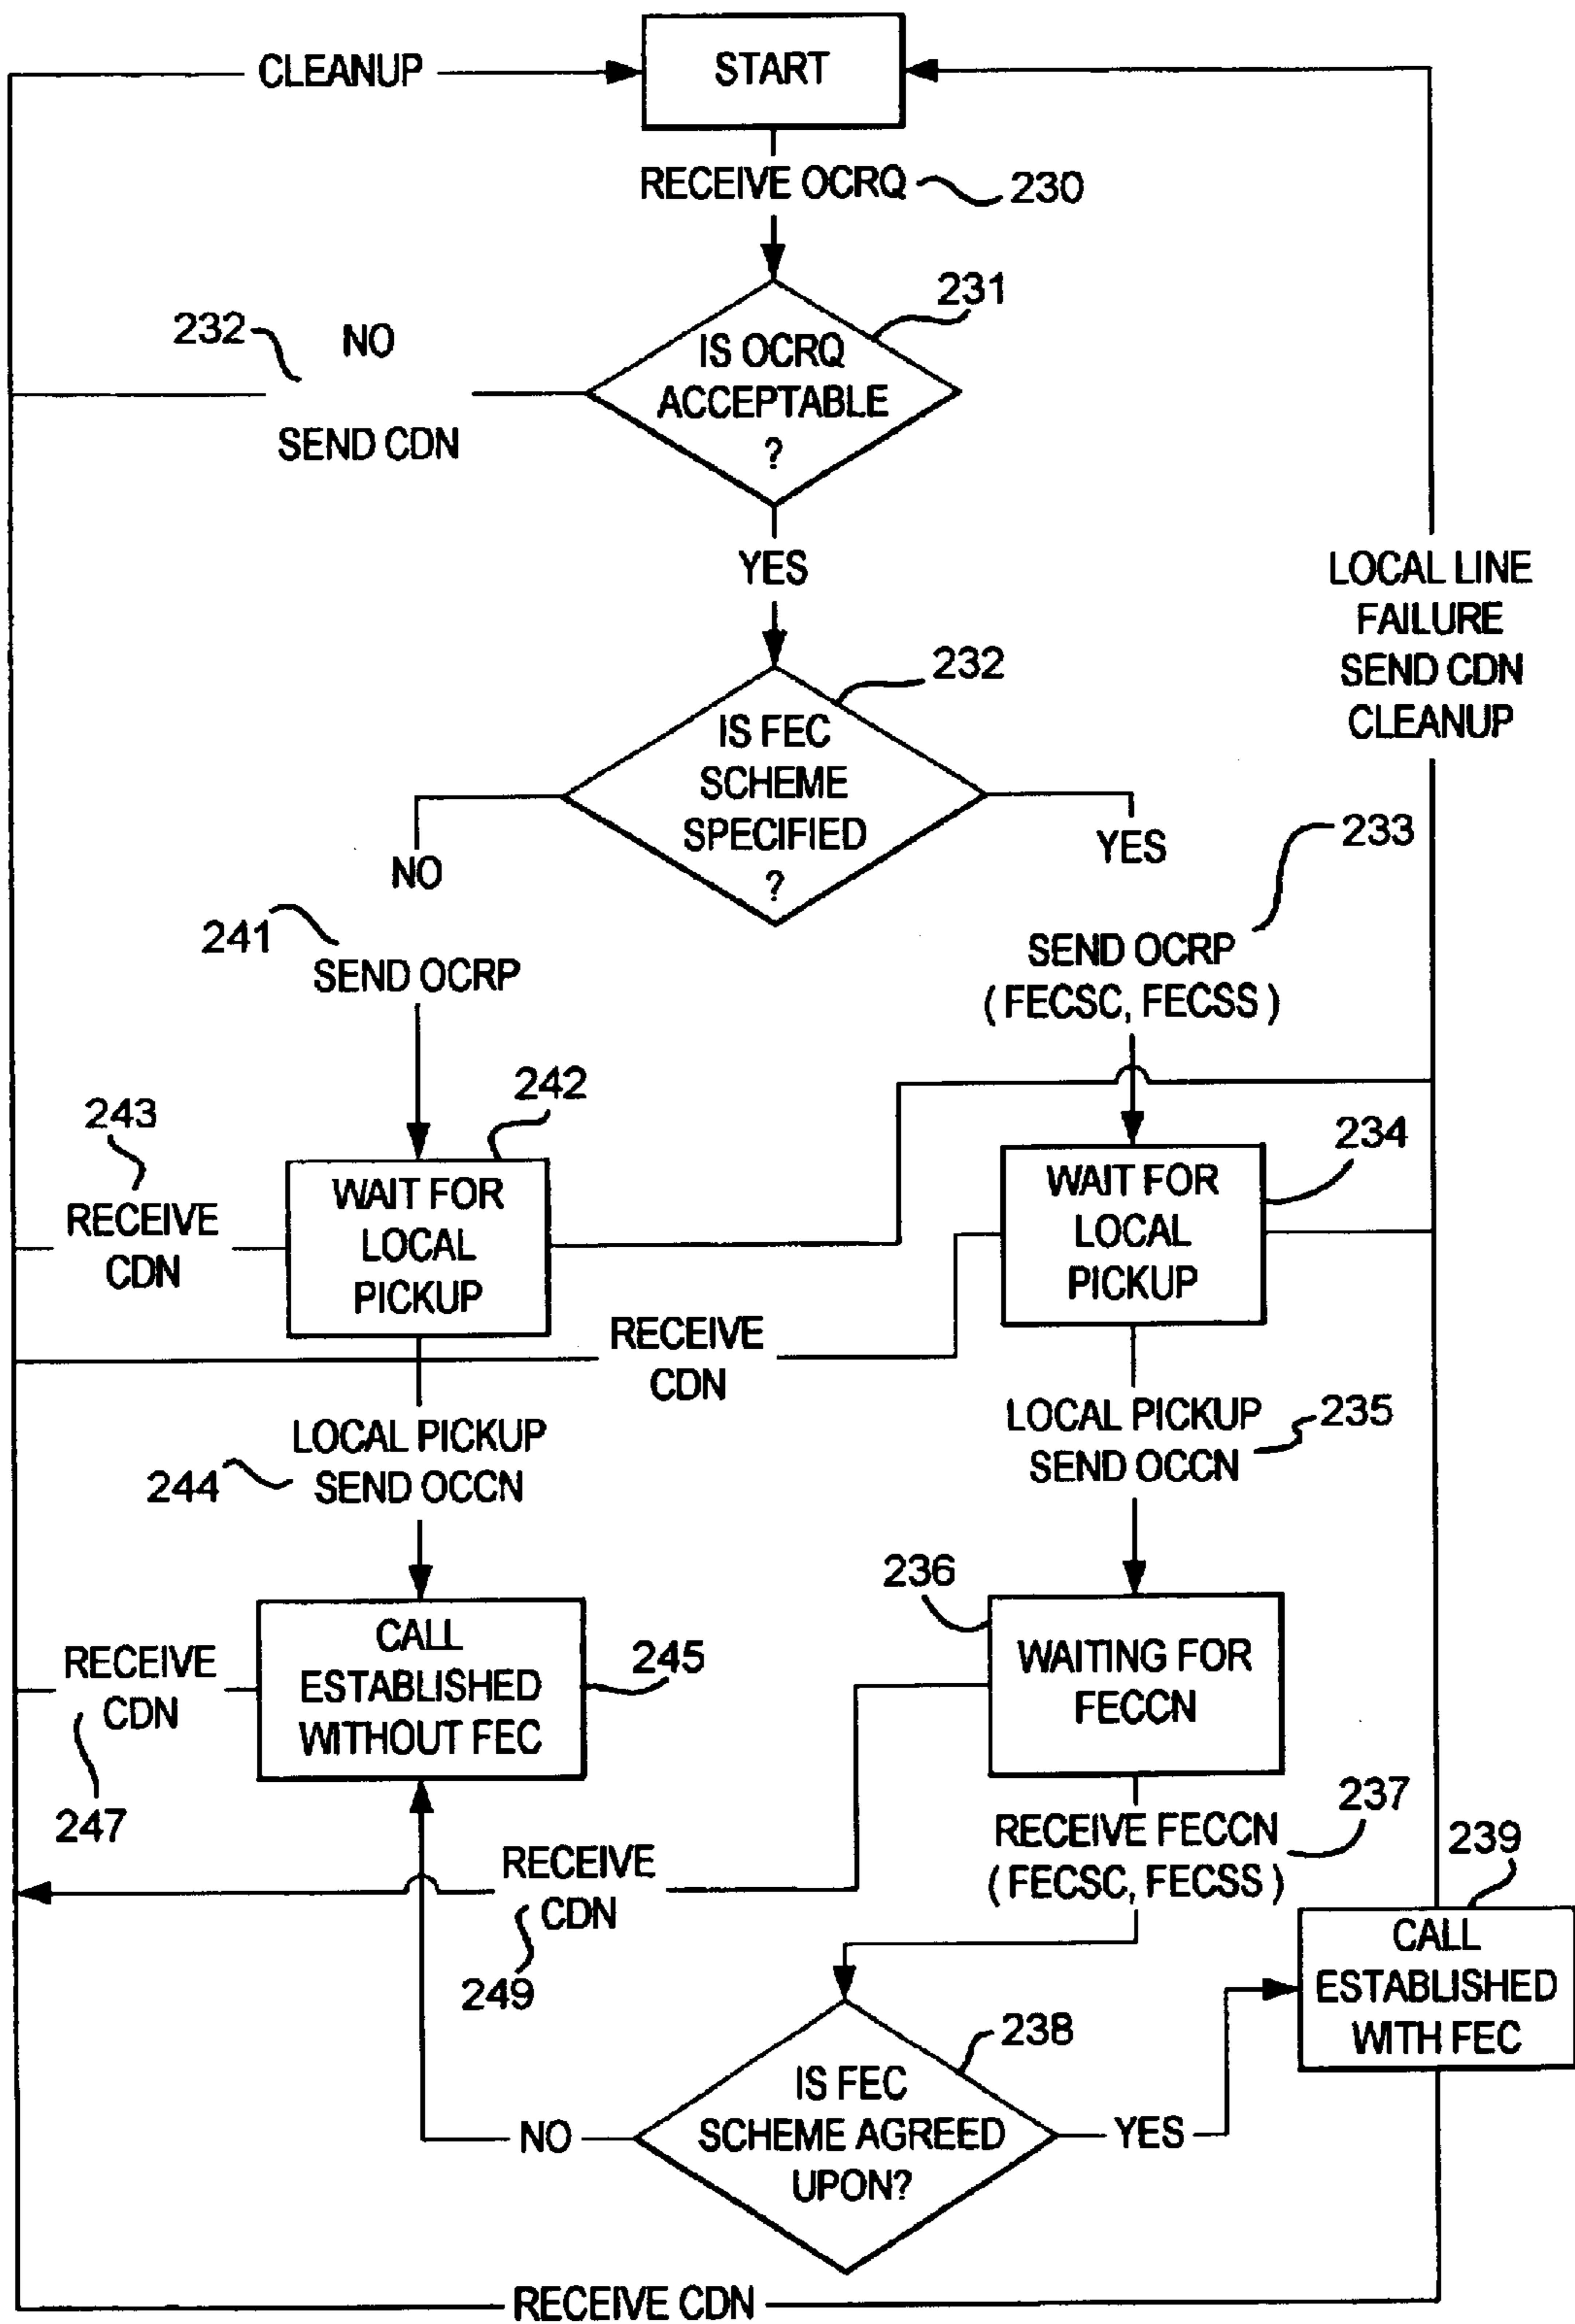 CLEANUP
START
RECEIVE OCRQ
230
231
232
NO
IS OCRQ
ACCEPTABLE
?
SEND CDN
YES
LOCAL LINE
FAILURE
SEND CDN
CLEANUP
232
IS FEC
SCHEME
SPECIFIED
?
NO
YES
233
241
SEND OCRP
SEND OCRP
(FECSC, FECSS)
243
242
234
RECEIVE
CDN
WAIT FOR
LOCAL
PICKUP
WAIT FOR
LOCAL
PICKUP
RECEIVE
CDN
LOCAL PICKUP
SEND OCCN
244
LOCAL PICKUP
SEND OCCN
235
236
RECEIVE
CDN
247
CALL
ESTABLISHED
WITHOUT FEC
245
WAITING FOR
FECCN
237
RECEIVE FECCN
(FECSC, FECSS)
239
RECEIVE
CDN
249
CALL
ESTABLISHED
WITH FEC
238
IS FEC
SCHEME AGREED
UPON?
NO
YES
RECEIVE CDN